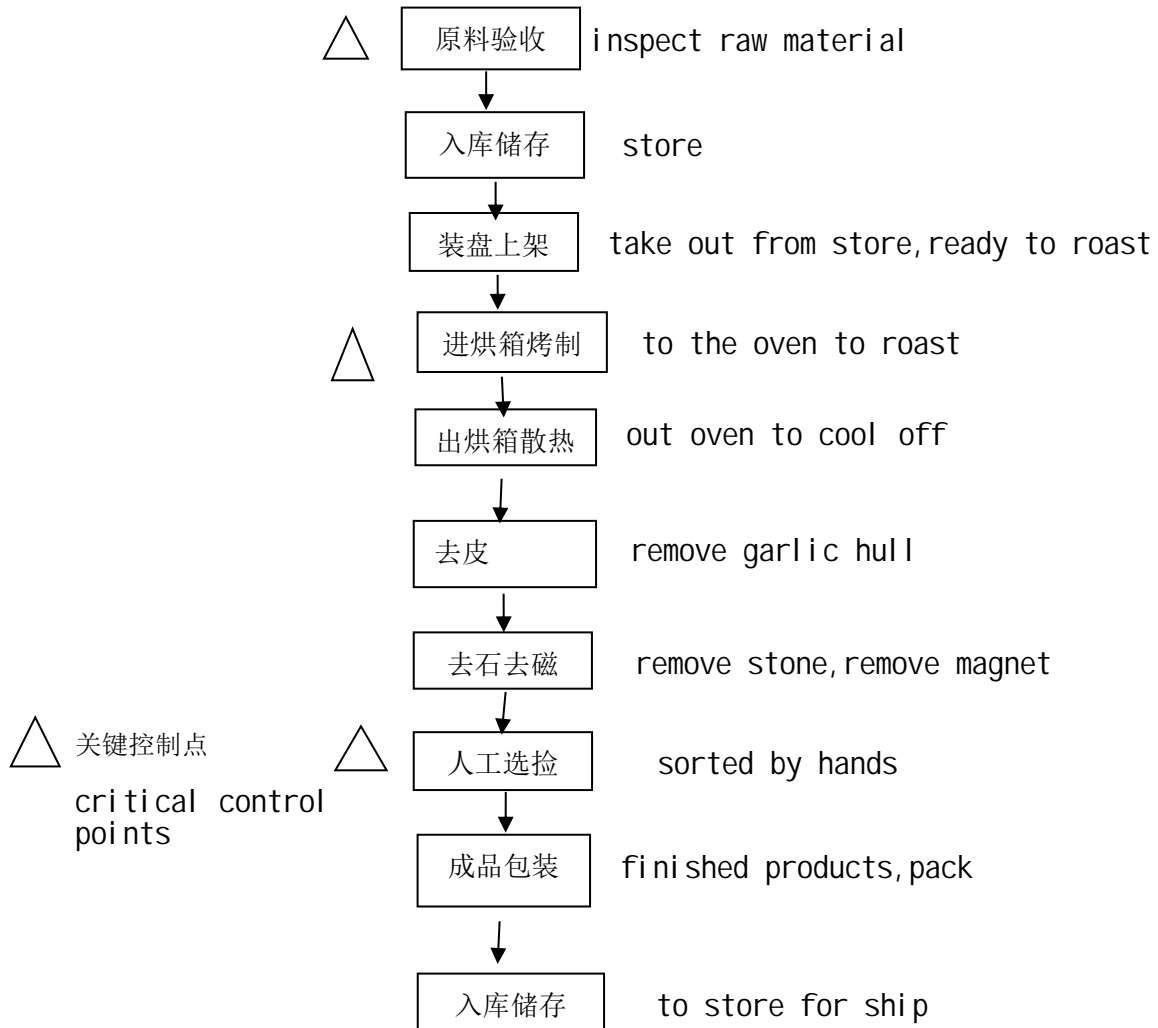 原料验收 inspect raw material
入库储存 store
装盘上架 take out from store,ready to roast
进烘箱烤制 to the oven to roast
出烘箱散热 out oven to cool off
去皮 remove garlic hull
去石去磁 remove stone,remove magnet
关键控制点
critical control
points
人工选捡 sorted by hands
成品包装 finished products,pack
入库储存 to store for ship